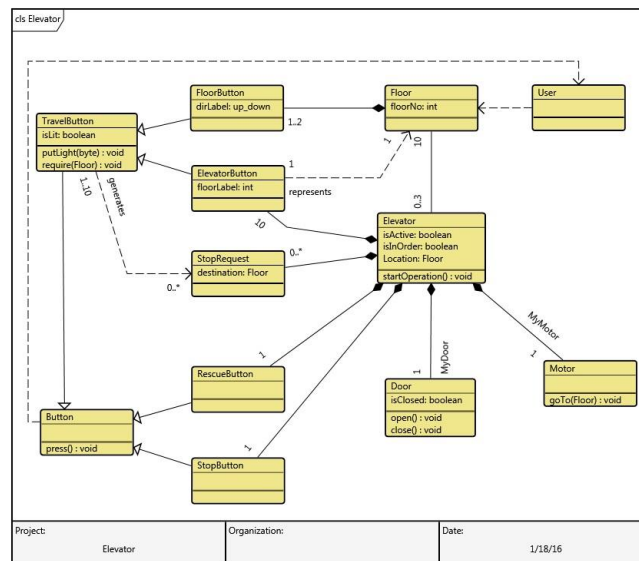 cls Elevator
FloorButton
dirLabel: up_down
1..2
Floor
floorNo: int
User
TravelButton
isLit: boolean
putLight(byte) : void
require(Floor) : void
1..10
generates
0..*
ElevatorButton
floorLabel: int
1
represents
1
10
10
0..3
StopRequest
destination: Floor
0..*
Elevator
isActive: boolean
isInOrder: boolean
Location: Floor
startOperation() : void
RescueButton
1
StopButton
1
Button
press() : void
MyDoor
1
Door
isClosed: boolean
open() : void
close() : void
MyMotor
1
Motor
goTo(Floor) : void
Project:
Elevator
Organization:
Date:
1/18/16